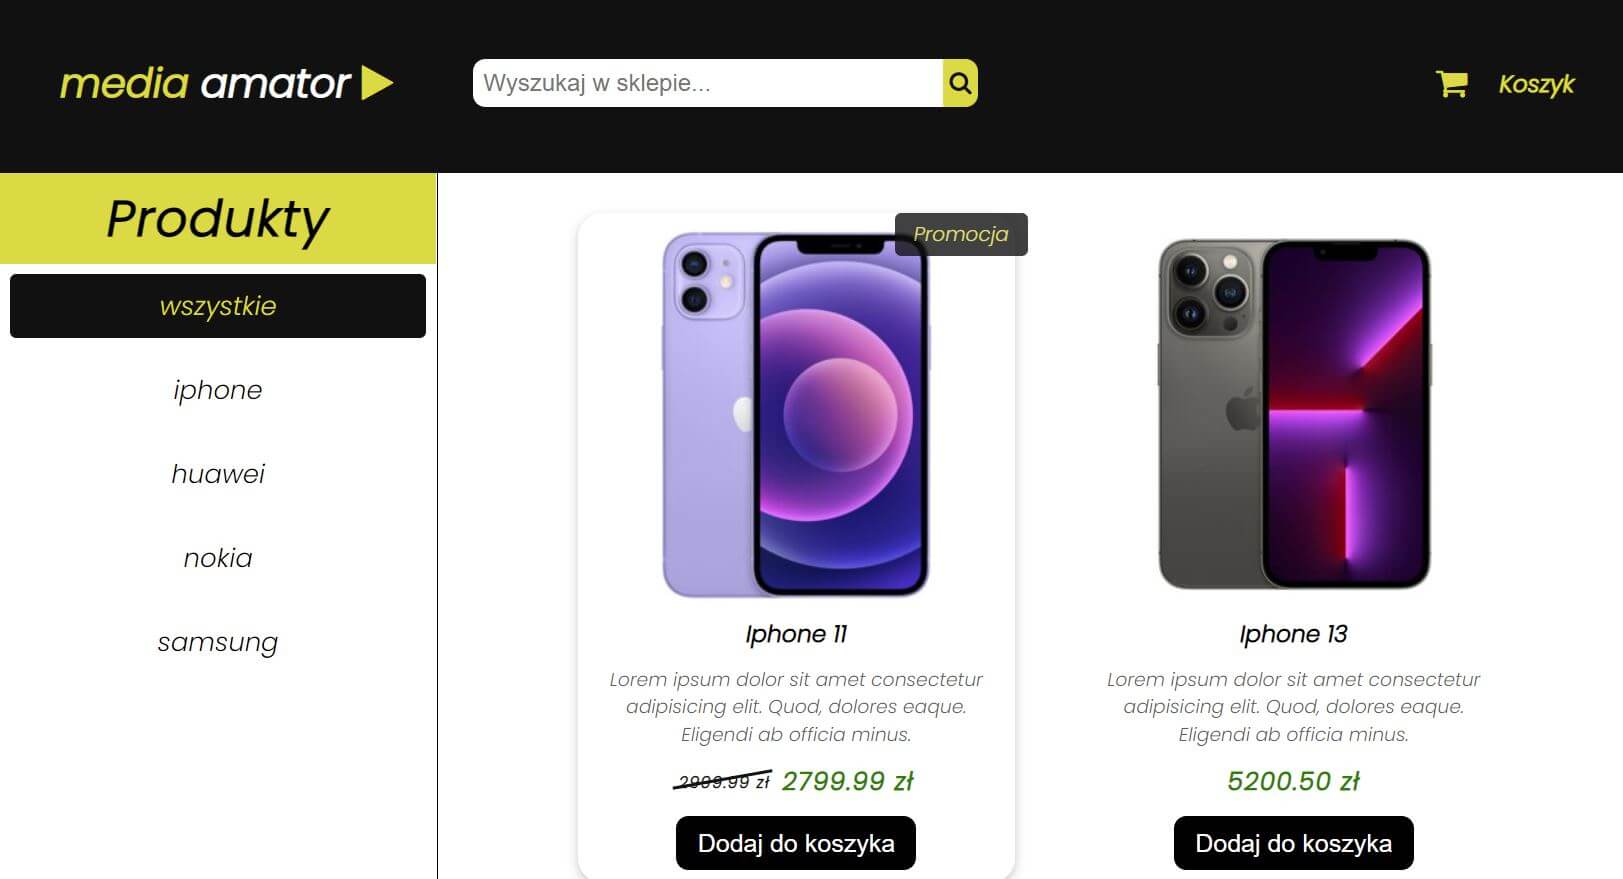 media amator
Wyszukaj w sklepie...
Koszyk
Produkty
wszystkie
iphone
huawei
nokia
samsung
Promocja
Iphone 11
Lorem ipsum dolor sit amet consectetur
adipisicing elit. Quod, dolores eaque.
Eligendi ab officia minus.
2999.99 zł 2799.99 zł
Dodaj do koszyka
Iphone 13
Lorem ipsum dolor sit amet consectetur
adipisicing elit. Quod, dolores eaque.
Eligendi ab officia minus.
5200.50 zł
Dodaj do koszyka